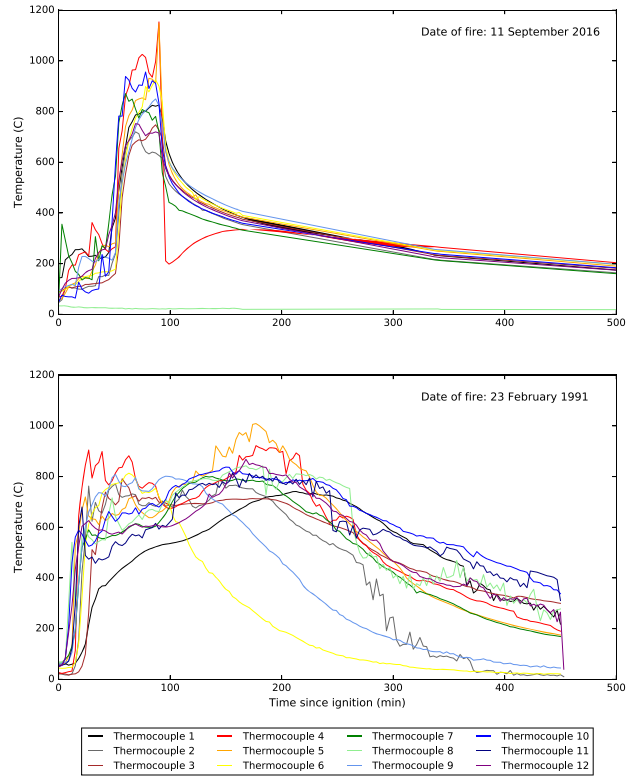 1200
Date of fire: 11 September 2016
1000
800
Temperature (C)
600
400
200
0
0 100 200 300 400 500
1200
Date of fire: 23 February 1991
1000
800
Temperature (C)
600
400
200
0
0 100 200 300 400 500
Time since ignition (min)
Thermocouple 1 Thermocouple 4 Thermocouple 7 Thermocouple 10
Thermocouple 2 Thermocouple 5 Thermocouple 8 Thermocouple 11
Thermocouple 3 Thermocouple 6 Thermocouple 9 Thermocouple 12